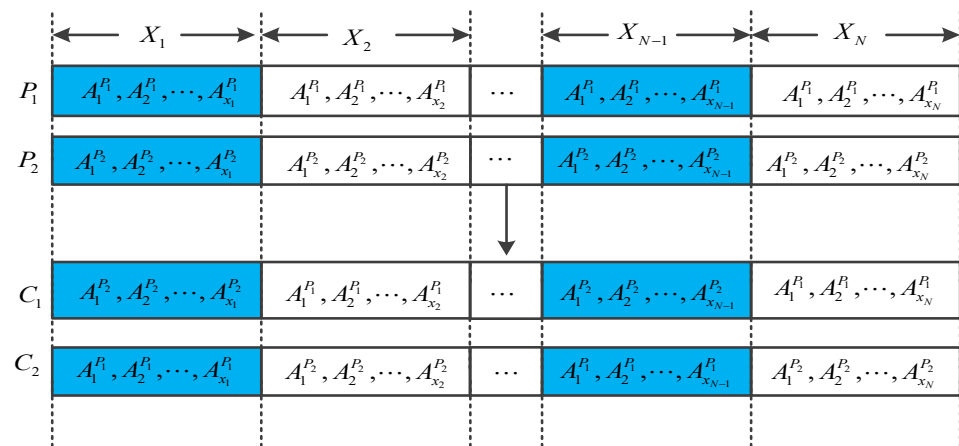 X_1 X_2 X_{N-1} X_N
P_1 A_1^{P_1}, A_2^{P_1}, ⋯, A_{x_1}^{P_1} A_1^{P_1}, A_2^{P_1}, ⋯, A_{x_2}^{P_1} ⋯ A_1^{P_1}, A_2^{P_1}, ⋯, A_{x_{N-1}}^{P_1} A_1^{P_1}, A_2^{P_1}, ⋯, A_{x_N}^{P_1}
P_2 A_1^{P_2}, A_2^{P_2}, ⋯, A_{x_1}^{P_2} A_1^{P_2}, A_2^{P_2}, ⋯, A_{x_2}^{P_2} ⋯ A_1^{P_2}, A_2^{P_2}, ⋯, A_{x_{N-1}}^{P_2} A_1^{P_2}, A_2^{P_2}, ⋯, A_{x_N}^{P_2}
C_1 A_1^{P_2}, A_2^{P_2}, ⋯, A_{x_1}^{P_2} A_1^{P_1}, A_2^{P_1}, ⋯, A_{x_2}^{P_1} ⋯ A_1^{P_2}, A_2^{P_2}, ⋯, A_{x_{N-1}}^{P_2} A_1^{P_1}, A_2^{P_1}, ⋯, A_{x_N}^{P_1}
C_2 A_1^{P_1}, A_2^{P_1}, ⋯, A_{x_1}^{P_1} A_1^{P_2}, A_2^{P_2}, ⋯, A_{x_2}^{P_2} ⋯ A_1^{P_1}, A_2^{P_1}, ⋯, A_{x_{N-1}}^{P_1} A_1^{P_2}, A_2^{P_2}, ⋯, A_{x_N}^{P_2}